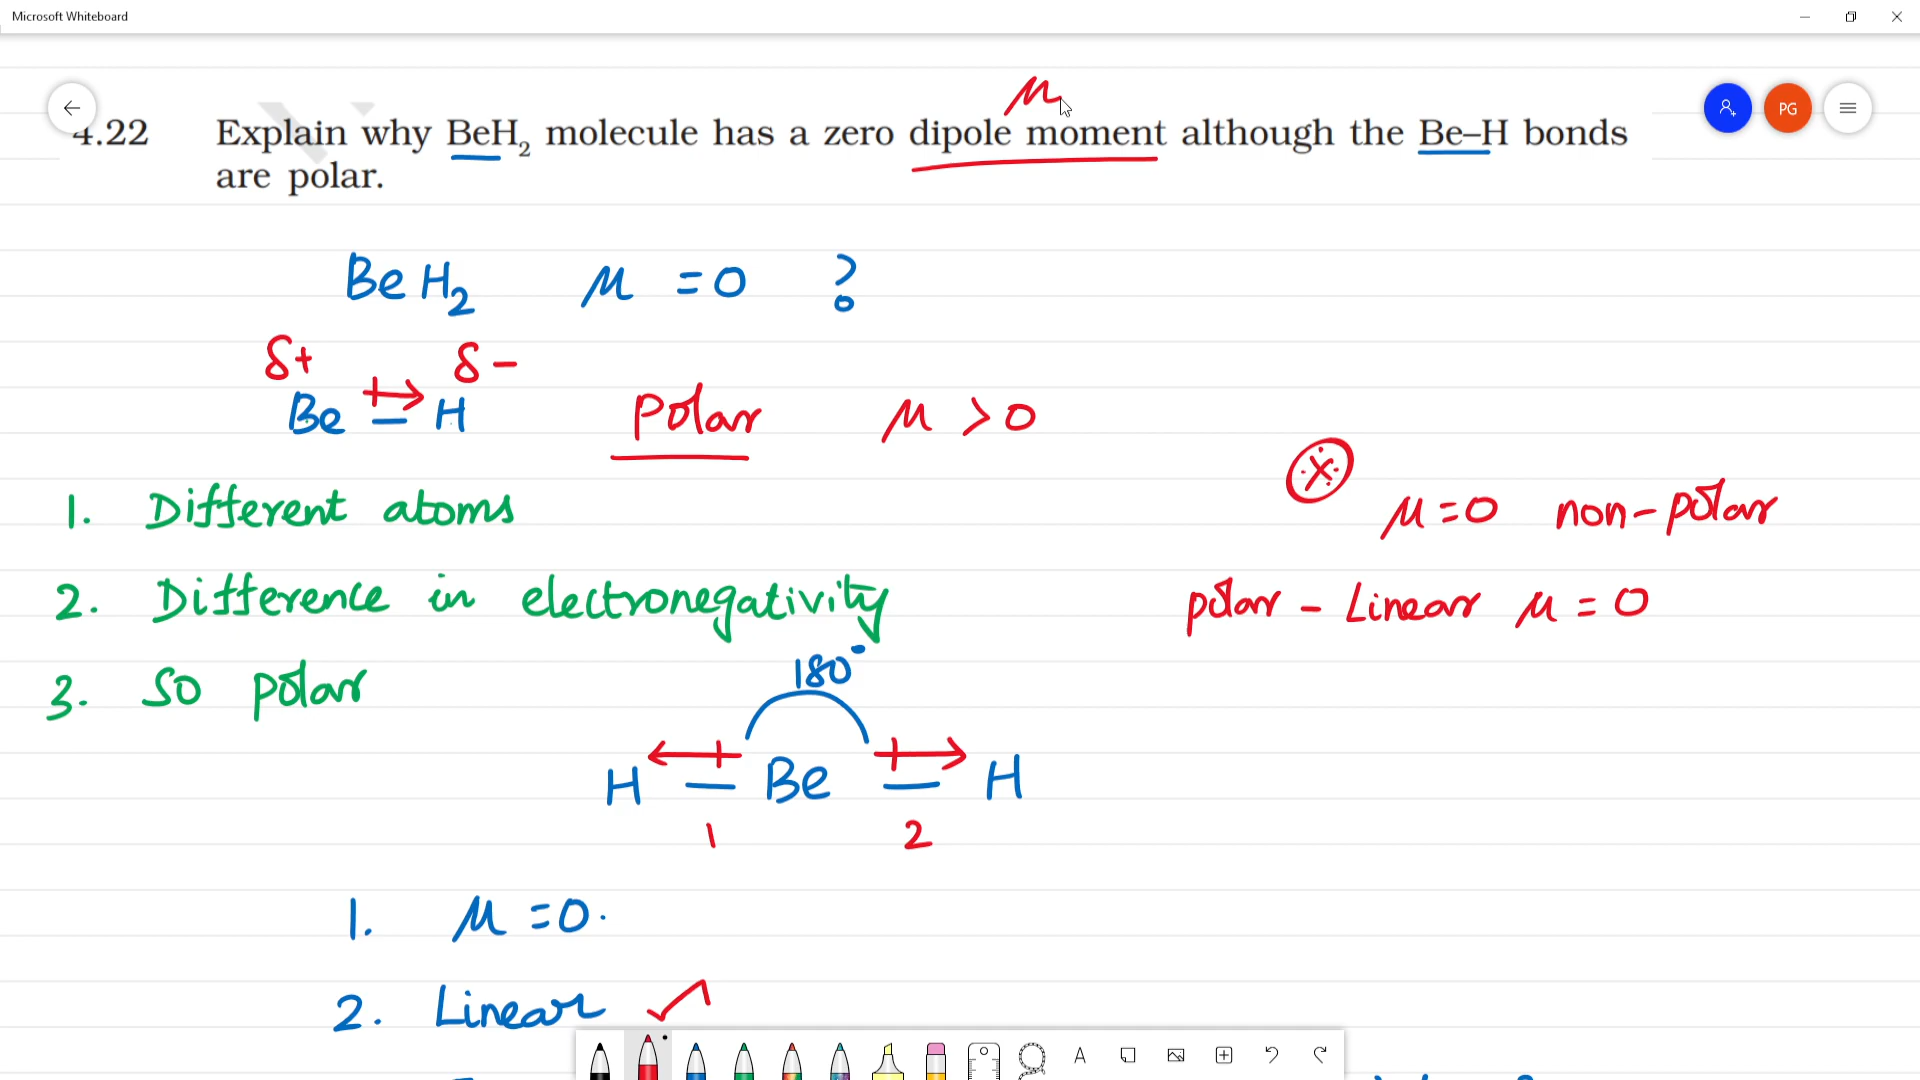 Microsoft Whiteboard
μ
4.22 Explain why BeH2 molecule has a zero dipole moment although the Be–H bonds
are polar.
PG
BeH2 μ = 0 ?
δ+ δ−
Be – H Polar μ > 0
1. Different atoms
μ = 0 non-polar
2. Difference in electronegativity
polar - Linear μ = 0
3. So polar
180°
H – Be – H
1 2
1. μ = 0.
2. Linear ✓
A